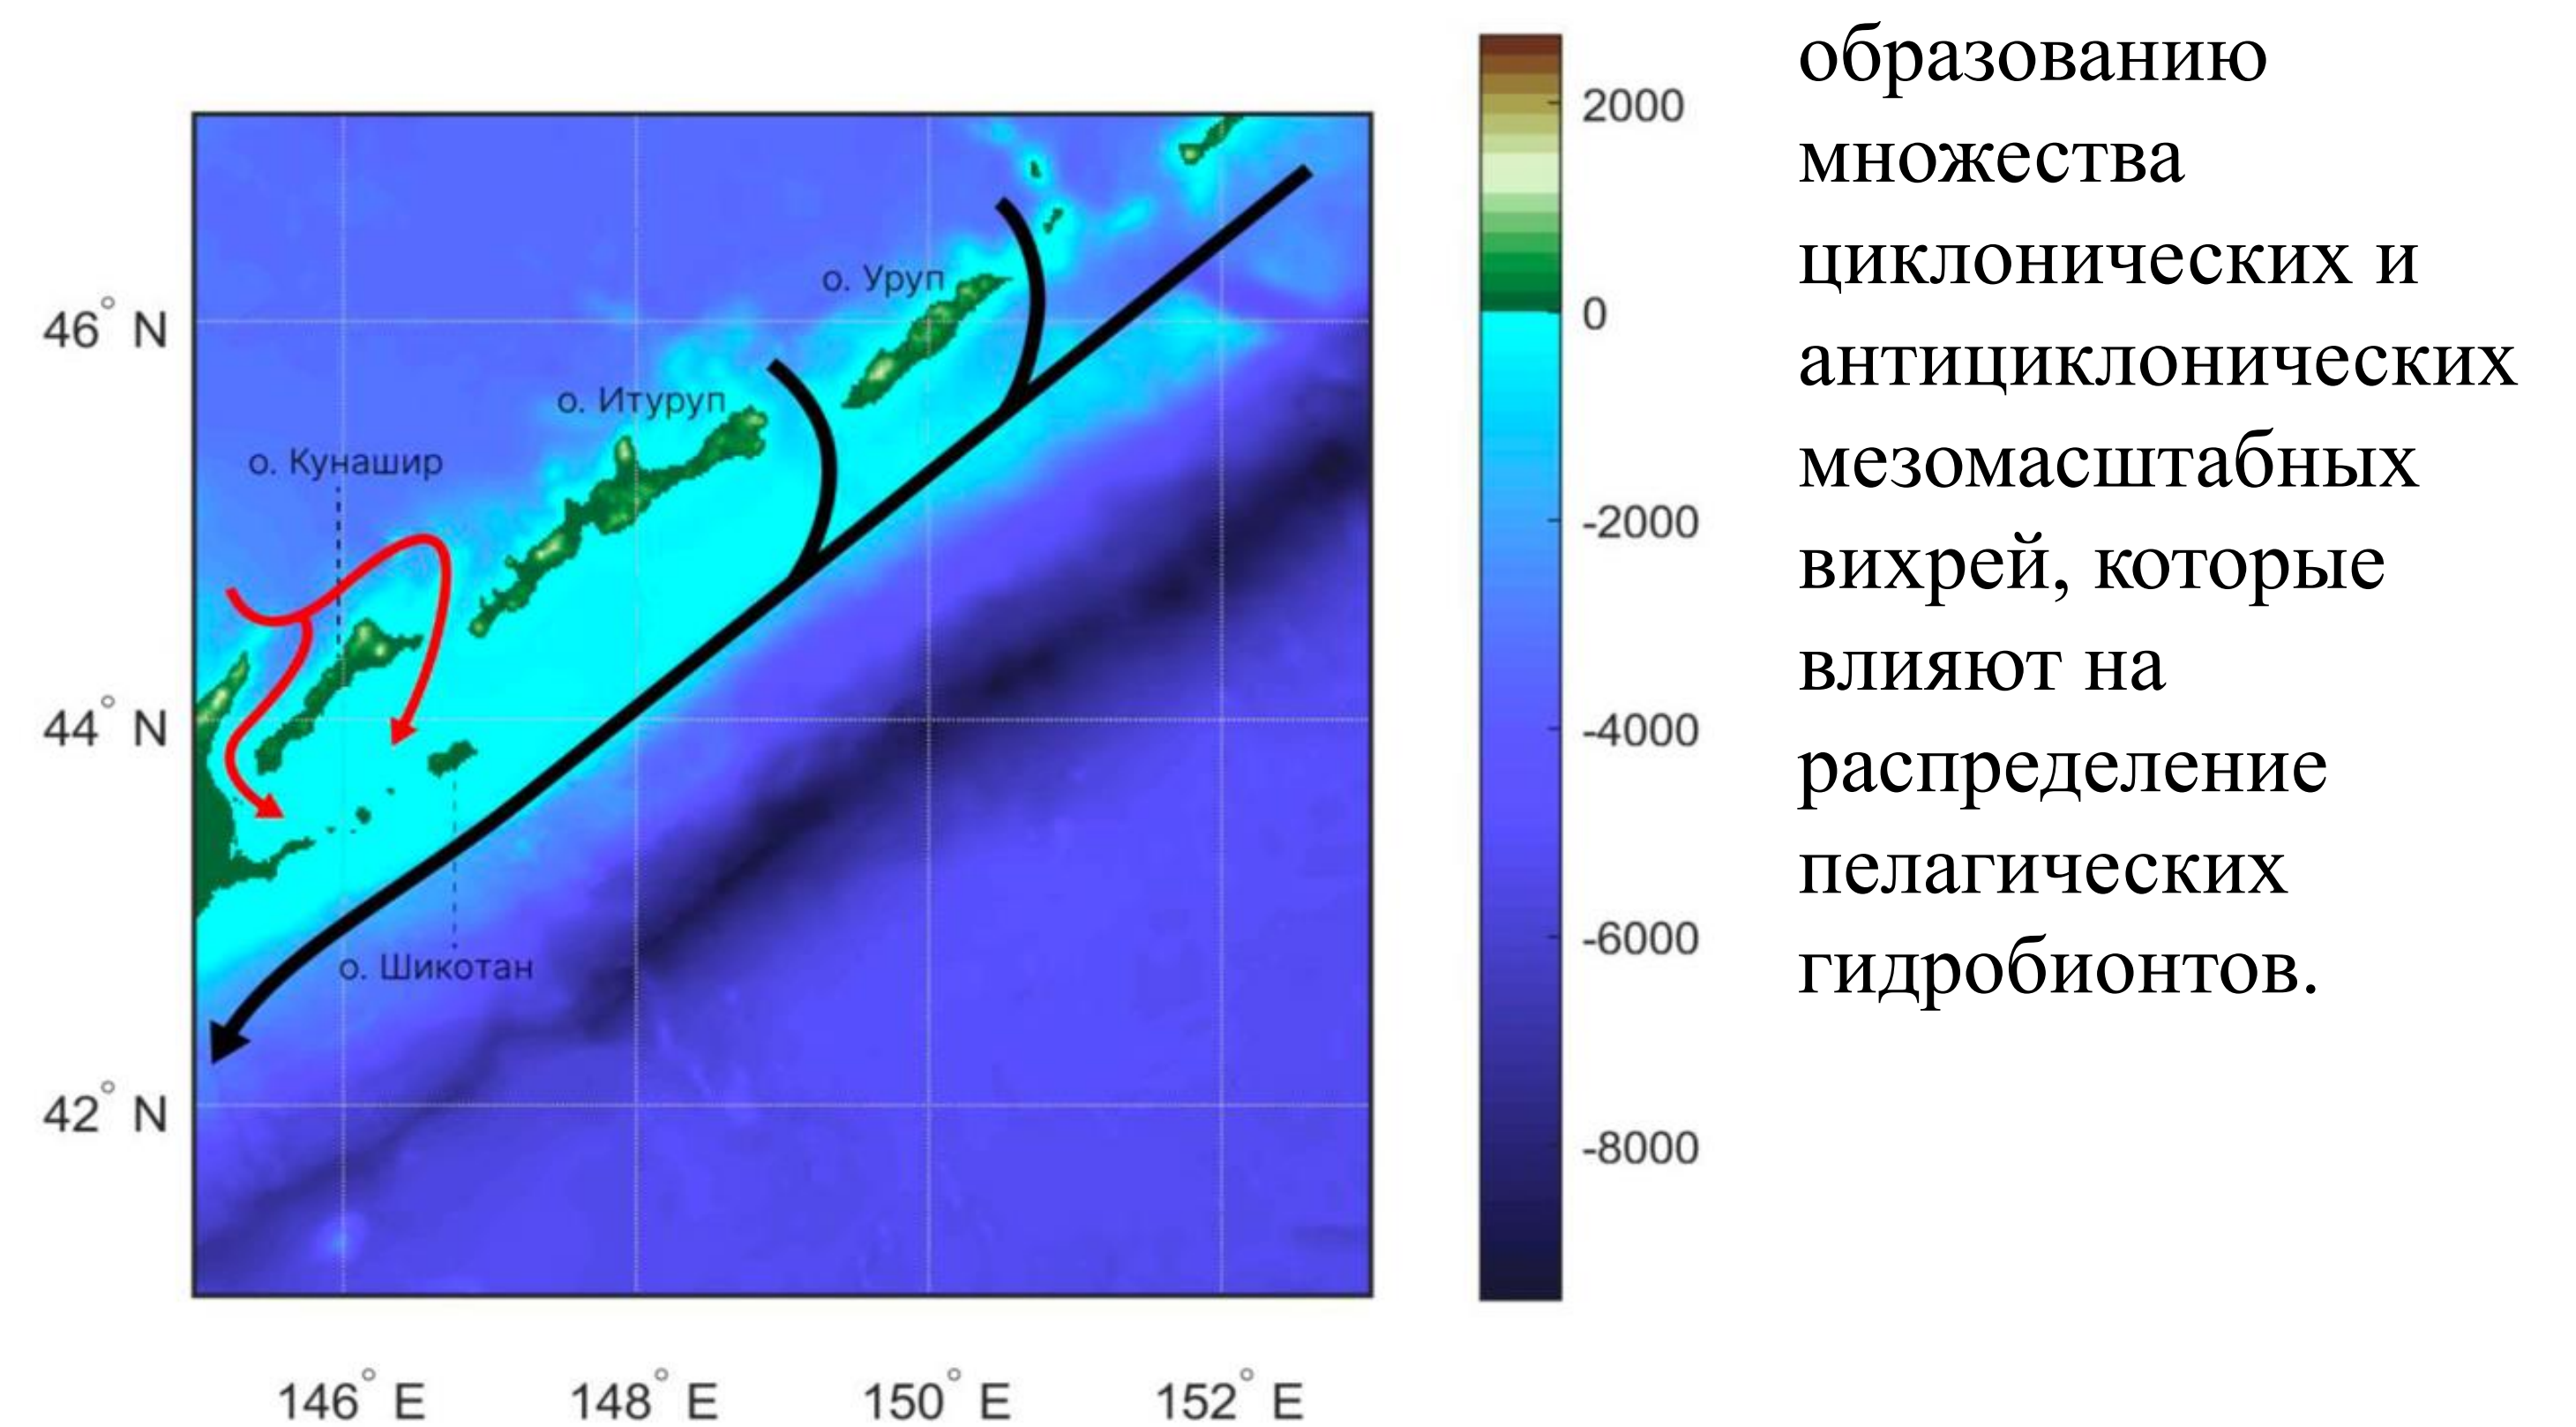 о. Уруп
о. Итуруп
о. Кунашир
о. Шикотан
46° N
44° N
42° N
146° E
148° E
150° E
152° E
2000
0
-2000
-4000
-6000
-8000
образованию
множества
циклонических и
антициклонических
мезомасштабных
вихрей, которые
влияют на
распределение
пелагических
гидробионтов.